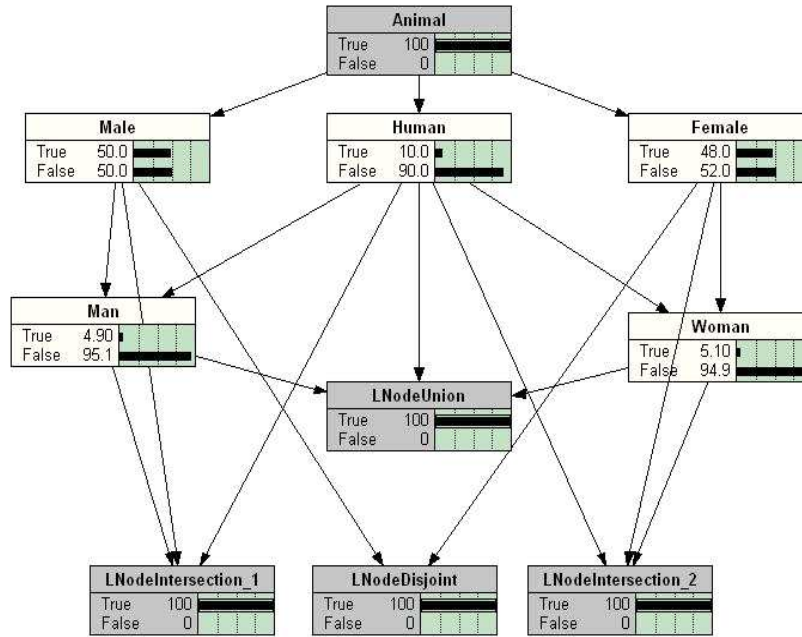 Animal
True 100
False 0
Male
True 50.0
False 50.0
Human
True 10.0
False 90.0
Female
True 48.0
False 52.0
Man
True 4.90
False 95.1
Woman
True 5.10
False 94.9
LNodeUnion
True 100
False 0
LNodeIntersection_1
True 100
False 0
LNodeDisjoint
True 100
False 0
LNodeIntersection_2
True 100
False 0